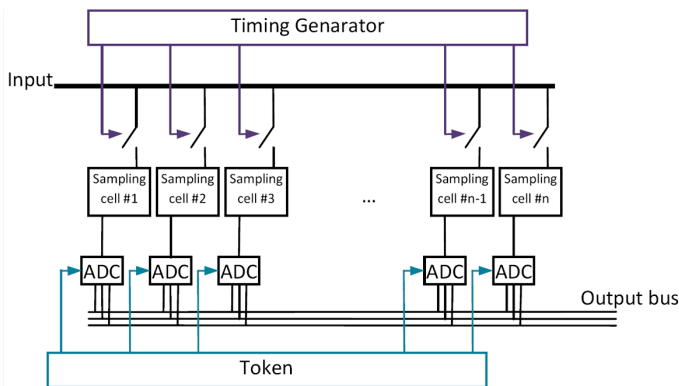 Timing Genarator
Input
Sampling cell #1
Sampling cell #2
Sampling cell #3
...
Sampling cell #n-1
Sampling cell #n
ADC
ADC
ADC
ADC
ADC
Output bus
Token